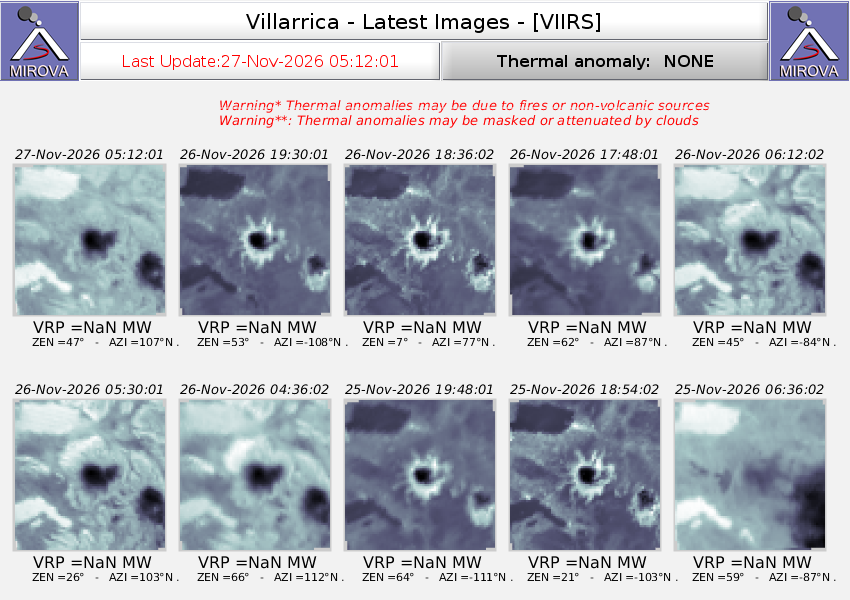 Villarrica - Latest Images - [VIIRS]
MIROVA
Last Update:27-Nov-2026 05:12:01
Thermal anomaly: NONE
MIROVA
Warning* Thermal anomalies may be due to fires or non-volcanic sources
Warning**: Thermal anomalies may be masked or attenuated by clouds
27-Nov-2026 05:12:01
26-Nov-2026 19:30:01
26-Nov-2026 18:36:02
26-Nov-2026 17:48:01
26-Nov-2026 06:12:02
VRP =NaN MW
VRP =NaN MW
VRP =NaN MW
VRP =NaN MW
VRP =NaN MW
ZEN =47° - AZI =107°N .
ZEN =53° - AZI =-108°N .
ZEN =7° - AZI =77°N .
ZEN =62° - AZI =87°N .
ZEN =45° - AZI =-84°N .
26-Nov-2026 05:30:01
26-Nov-2026 04:36:02
25-Nov-2026 19:48:01
25-Nov-2026 18:54:02
25-Nov-2026 06:36:02
VRP =NaN MW
VRP =NaN MW
VRP =NaN MW
VRP =NaN MW
VRP =NaN MW
ZEN =26° - AZI =103°N .
ZEN =66° - AZI =112°N .
ZEN =64° - AZI =-111°N .
ZEN =21° - AZI =-103°N .
ZEN =59° - AZI =-87°N .